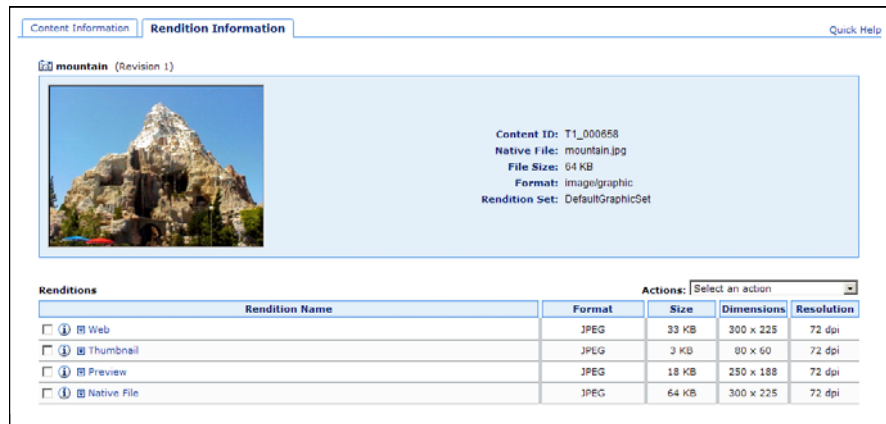 Content Information Rendition Information Quick Help
mountain (Revision 1)
Content ID: T1_000658
Native File: mountain.jpg
File Size: 64 KB
Format: image/graphic
Rendition Set: DefaultGraphicSet
Renditions Actions: Select an action
Rendition Name Format Size Dimensions Resolution
Web JPEG 33 KB 300 x 225 72 dpi
Thumbnail JPEG 3 KB 80 x 60 72 dpi
Preview JPEG 18 KB 250 x 188 72 dpi
Native File JPEG 64 KB 300 x 225 72 dpi